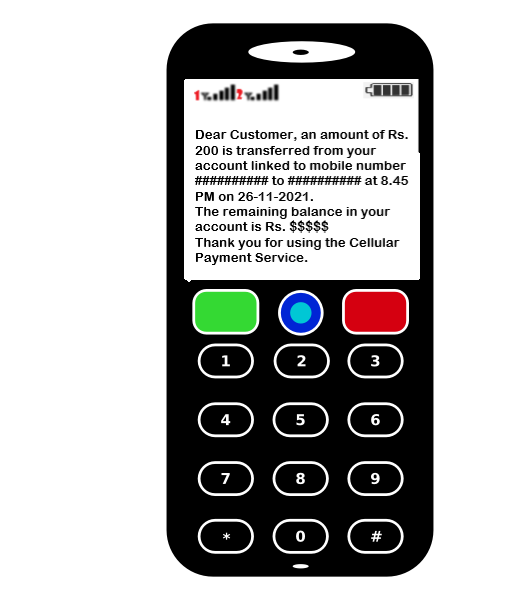 1 2
Dear Customer, an amount of Rs.
200 is transferred from your
account linked to mobile number
########## to ########## at 8.45
PM on 26-11-2021.
The remaining balance in your
account is Rs. $$$$$
Thank you for using the Cellular
Payment Service.
1 2 3
4 5 6
7 8 9
* 0 #